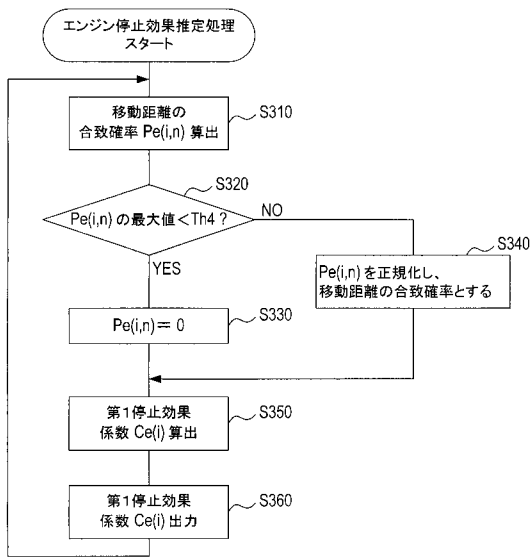 エンジン停止効果推定処理
スタート
移動距離の
合致確率 Pe(i,n) 算出
S310
S320
Pe(i,n) の最大値<Th4?
NO
YES
S340
Pe(i,n) を正規化し、
移動距離の合致確率とする
Pe(i,n)=0
S330
第1停止効果
係数 Ce(i) 算出
S350
第1停止効果
係数 Ce(i) 出力
S360